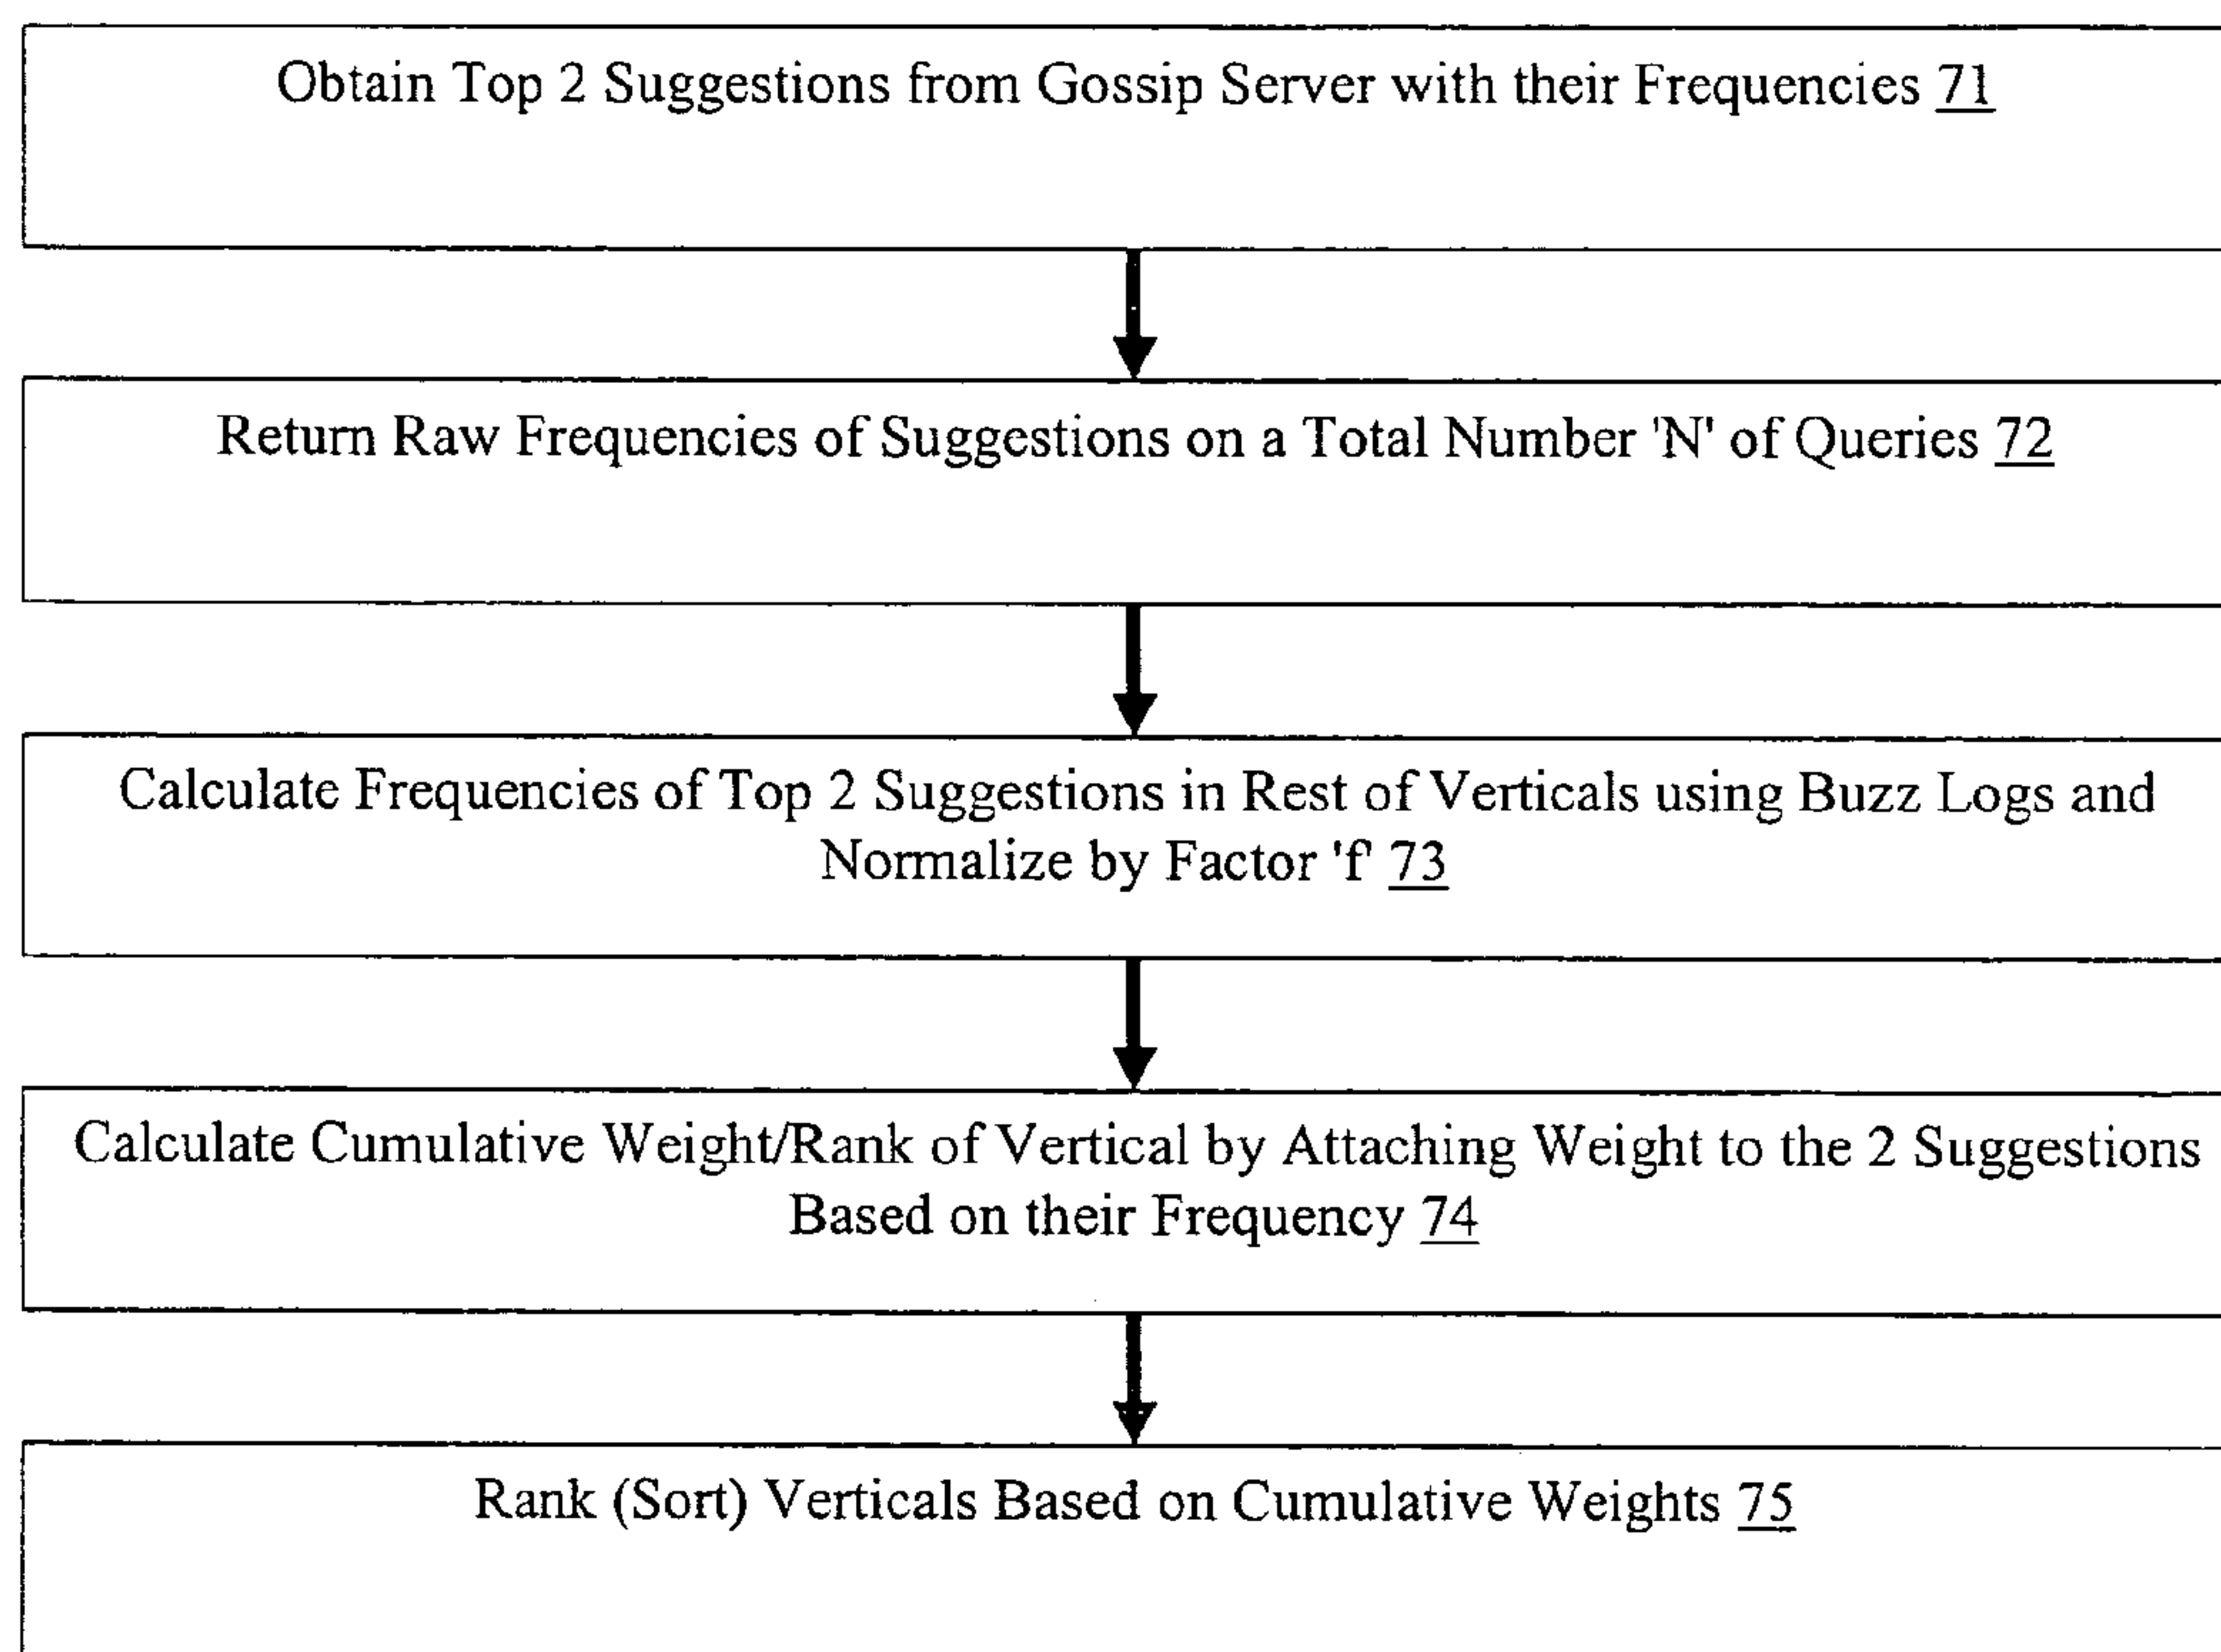 Obtain Top 2 Suggestions from Gossip Server with their Frequencies 71
Return Raw Frequencies of Suggestions on a Total Number 'N' of Queries 72
Calculate Frequencies of Top 2 Suggestions in Rest of Verticals using Buzz Logs and
Normalize by Factor 'f' 73
Calculate Cumulative Weight/Rank of Vertical by Attaching Weight to the 2 Suggestions
Based on their Frequency 74
Rank (Sort) Verticals Based on Cumulative Weights 75